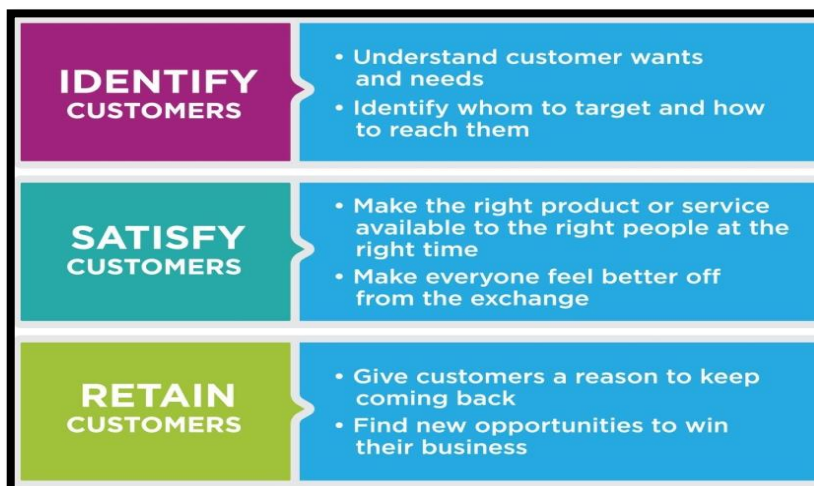 IDENTIFY
CUSTOMERS
• Understand customer wants
and needs
• Identify whom to target and how
to reach them
SATISFY
CUSTOMERS
• Make the right product or service
available to the right people at the
right time
• Make everyone feel better off
from the exchange
RETAIN
CUSTOMERS
• Give customers a reason to keep
coming back
• Find new opportunities to win
their business